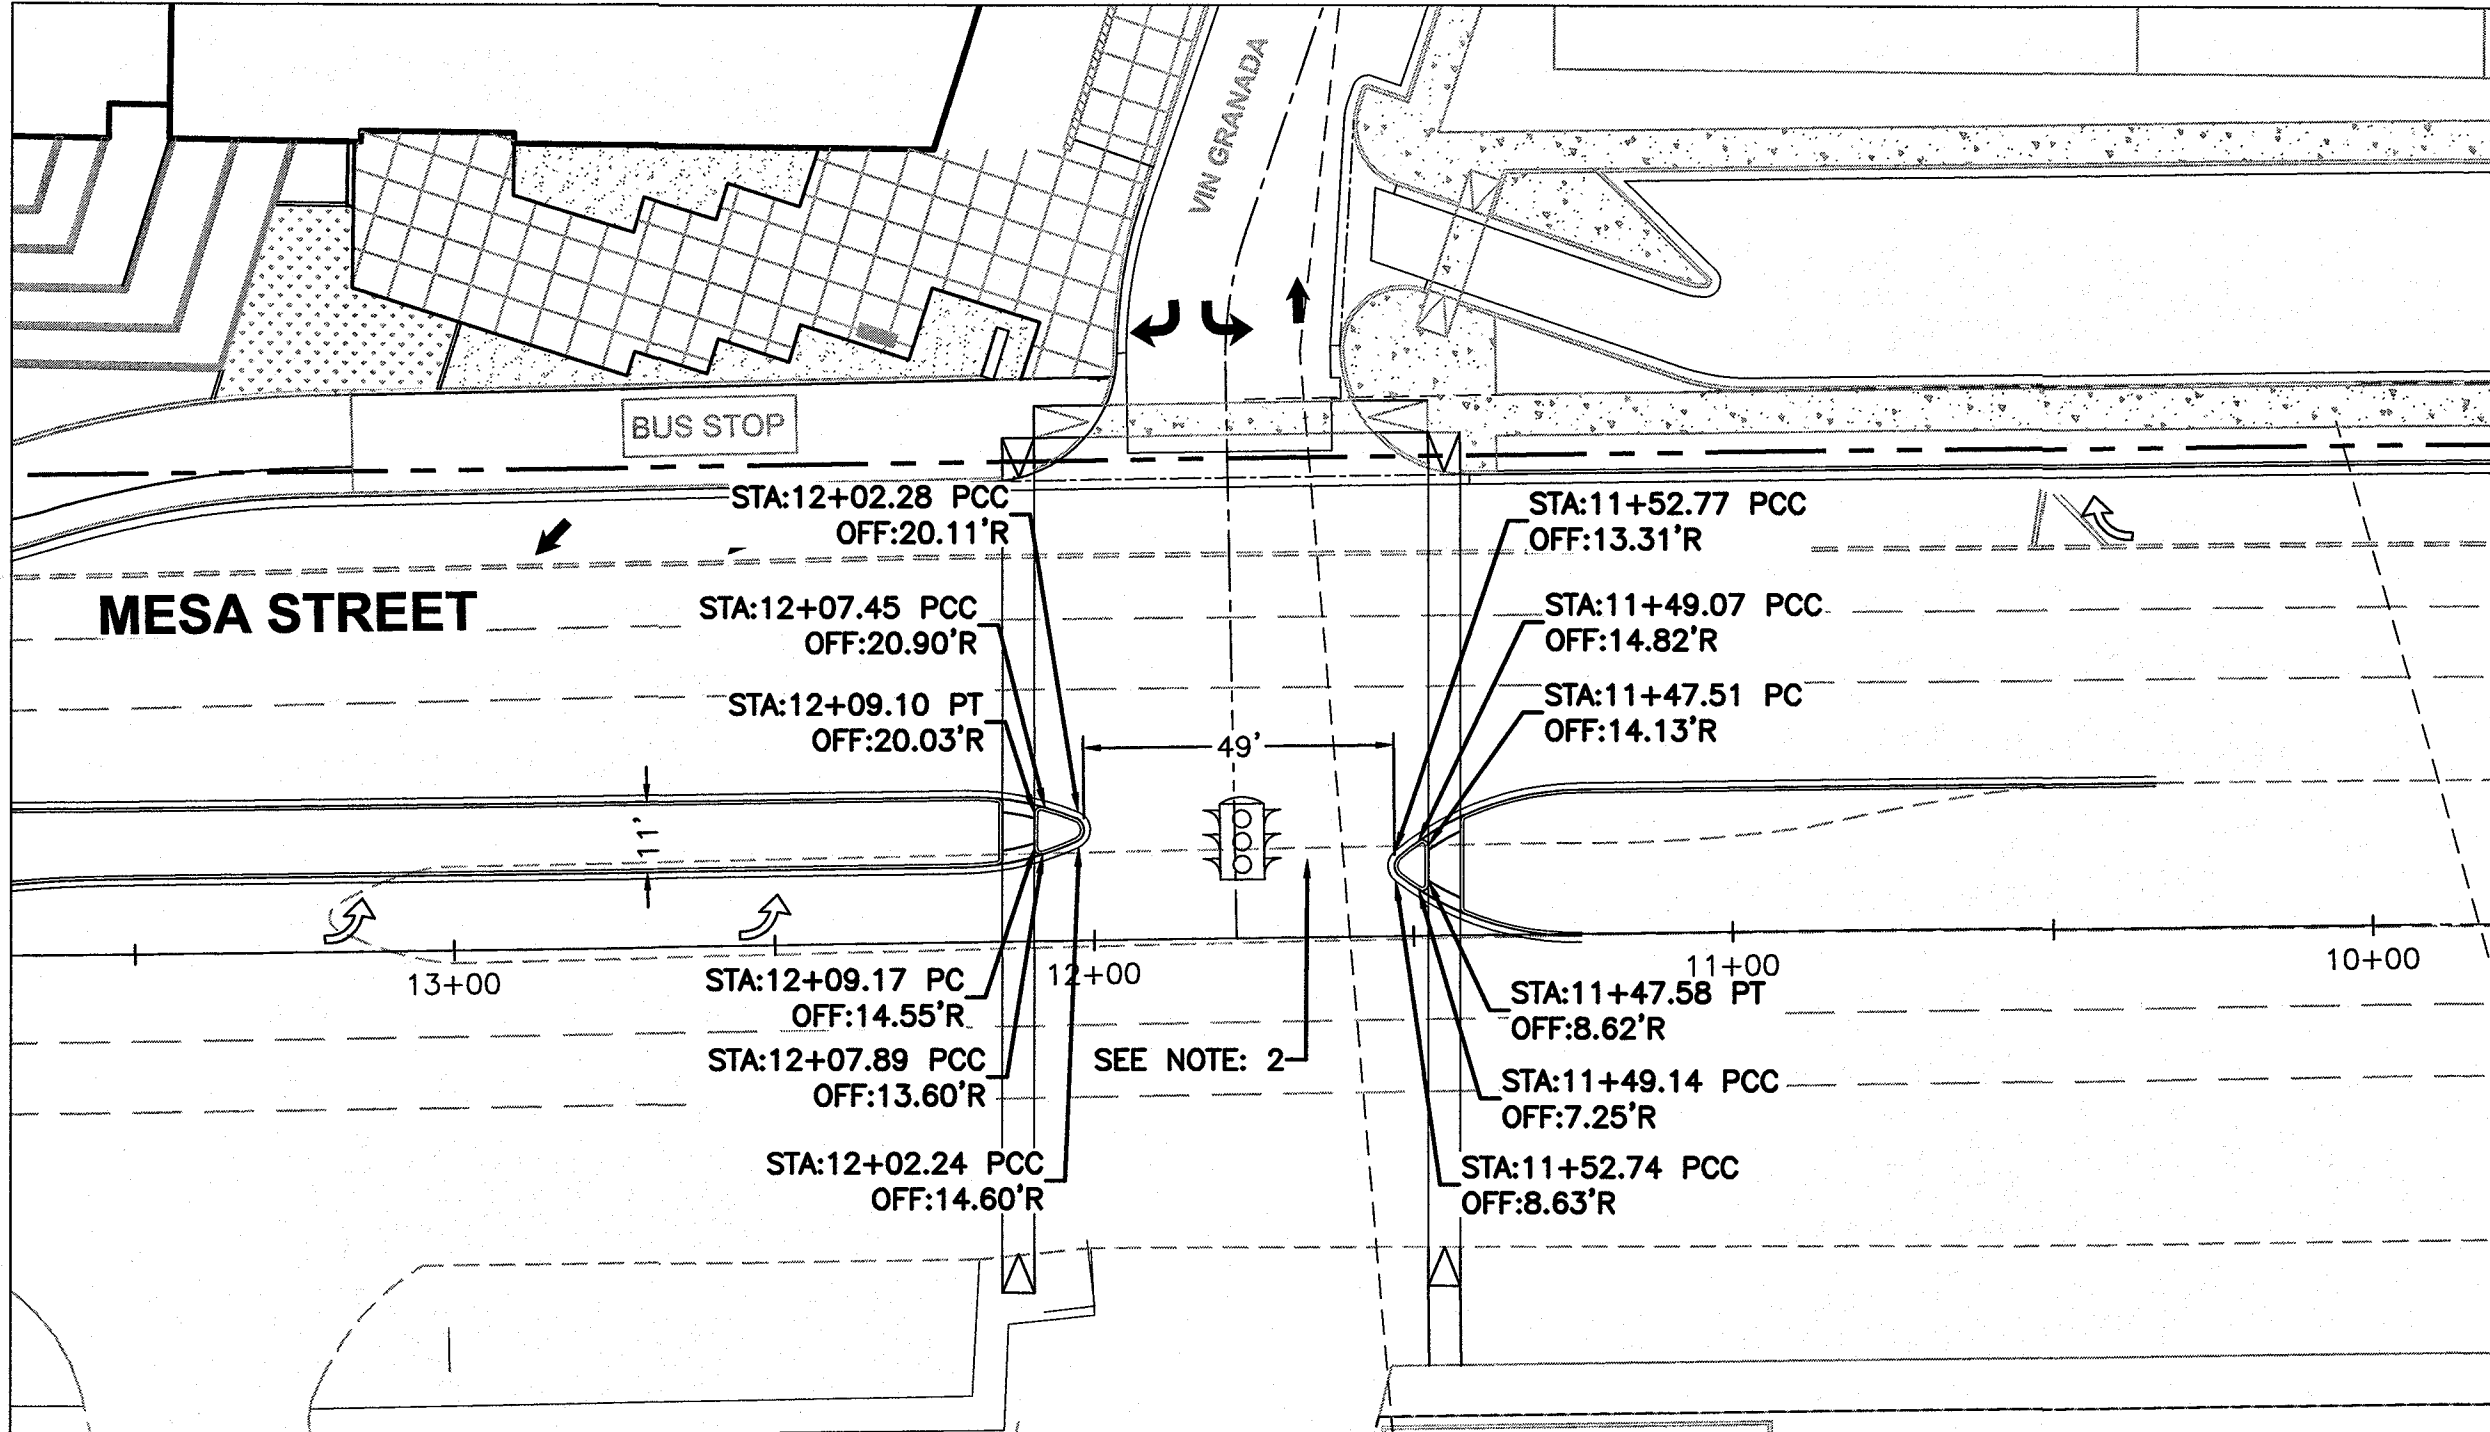 VIN GRANADA
BUS STOP
STA:12+02.28 PCC
OFF:20.11'R
STA:11+52.77 PCC
OFF:13.31'R
MESA STREET
STA:12+07.45 PCC
OFF:20.90'R
STA:11+49.07 PCC
OFF:14.82'R
STA:12+09.10 PT
OFF:20.03'R
STA:11+47.51 PC
OFF:14.13'R
49'
11'
13+00
12+00
11+00
10+00
STA:12+09.17 PC
OFF:14.55'R
STA:11+47.58 PT
OFF:8.62'R
STA:12+07.89 PCC
OFF:13.60'R
SEE NOTE: 2
STA:11+49.14 PCC
OFF:7.25'R
STA:12+02.24 PCC
OFF:14.60'R
STA:11+52.74 PCC
OFF:8.63'R